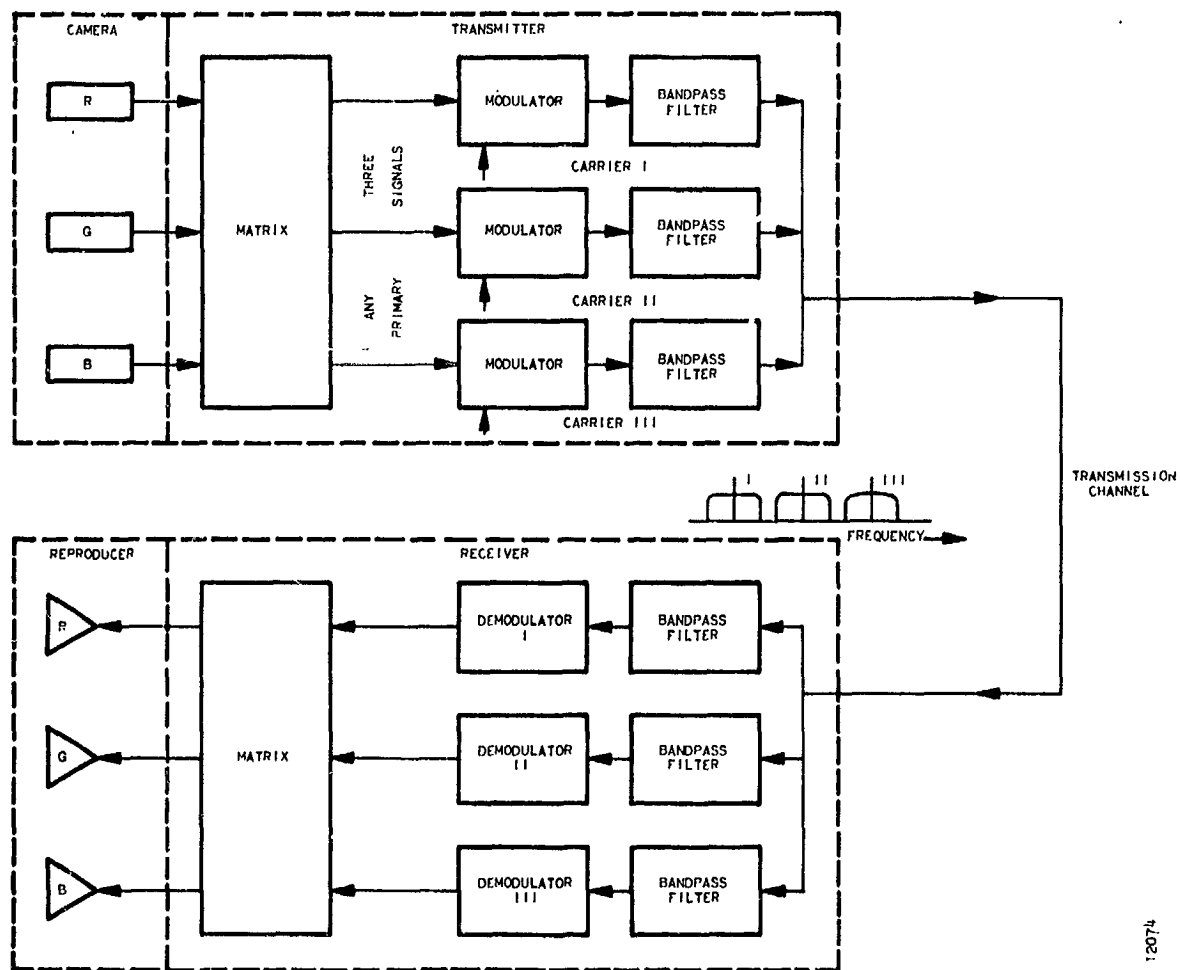 CAMERA
TRANSMITTER
R
MATRIX
MODULATOR
BANDPASS
FILTER
CARRIER I
THREE
SIGNALS
G
MODULATOR
BANDPASS
FILTER
CARRIER II
ANY
PRIMARY
B
MODULATOR
BANDPASS
FILTER
CARRIER III
TRANSMISSION
CHANNEL
I
II
III
FREQUENCY
REPRODUCER
RECEIVER
R
MATRIX
DEMODULATOR
I
BANDPASS
FILTER
G
DEMODULATOR
II
BANDPASS
FILTER
B
DEMODULATOR
III
BANDPASS
FILTER
12074